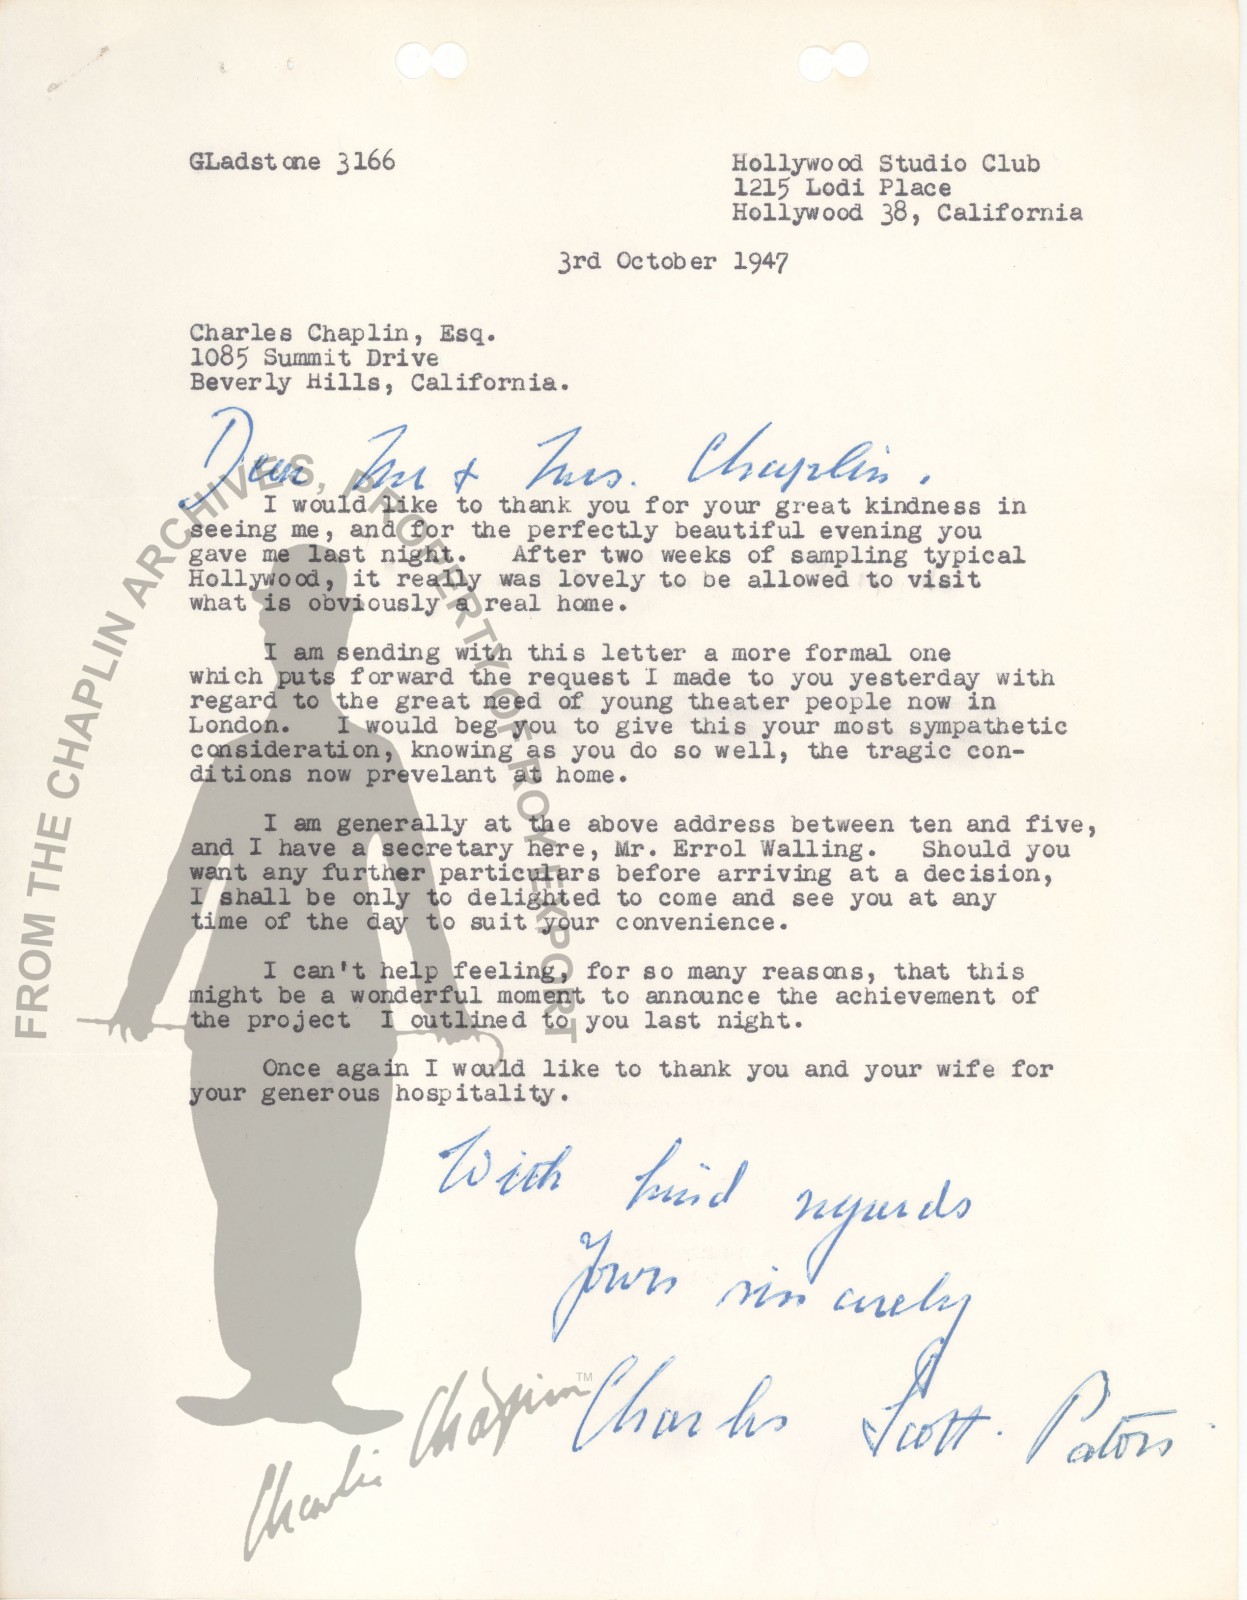 GLadstone 3166
Hollywood Studio Club
1215 Lodi Place
Hollywood 38, California
3rd October 1947
Charles Chaplin, Esq.
1085 Summit Drive
Beverly Hills, California.
Dear Mr & Mrs. Chaplin.
I would like to thank you for your great kindness in
seeing me, and for the perfectly beautiful evening you
gave me last night. After two weeks of sampling typical
Hollywood, it really was lovely to be allowed to visit
what is obviously a real home.
I am sending with this letter a more formal one
which puts forward the request I made to you yesterday with
regard to the great need of young theater people now in
London. I would beg you to give this your most sympathetic
consideration, knowing as you do so well, the tragic con-
ditions now prevelant at home.
I am generally at the above address between ten and five,
and I have a secretary here, Mr. Errol Walling. Should you
want any further particulars before arriving at a decision,
I shall be only to delighted to come and see you at any
time of the day to suit your convenience.
I can't help feeling, for so many reasons, that this
might be a wonderful moment to announce the achievement of
the project I outlined to you last night.
Once again I would like to thank you and your wife for
your generous hospitality.
With kind regards
Yours sincerely
Charles Scott.
FROM THE CHAPLIN ARCHIVES, PROPERTY OF ROY EXPORT
Charlie Chaplin™